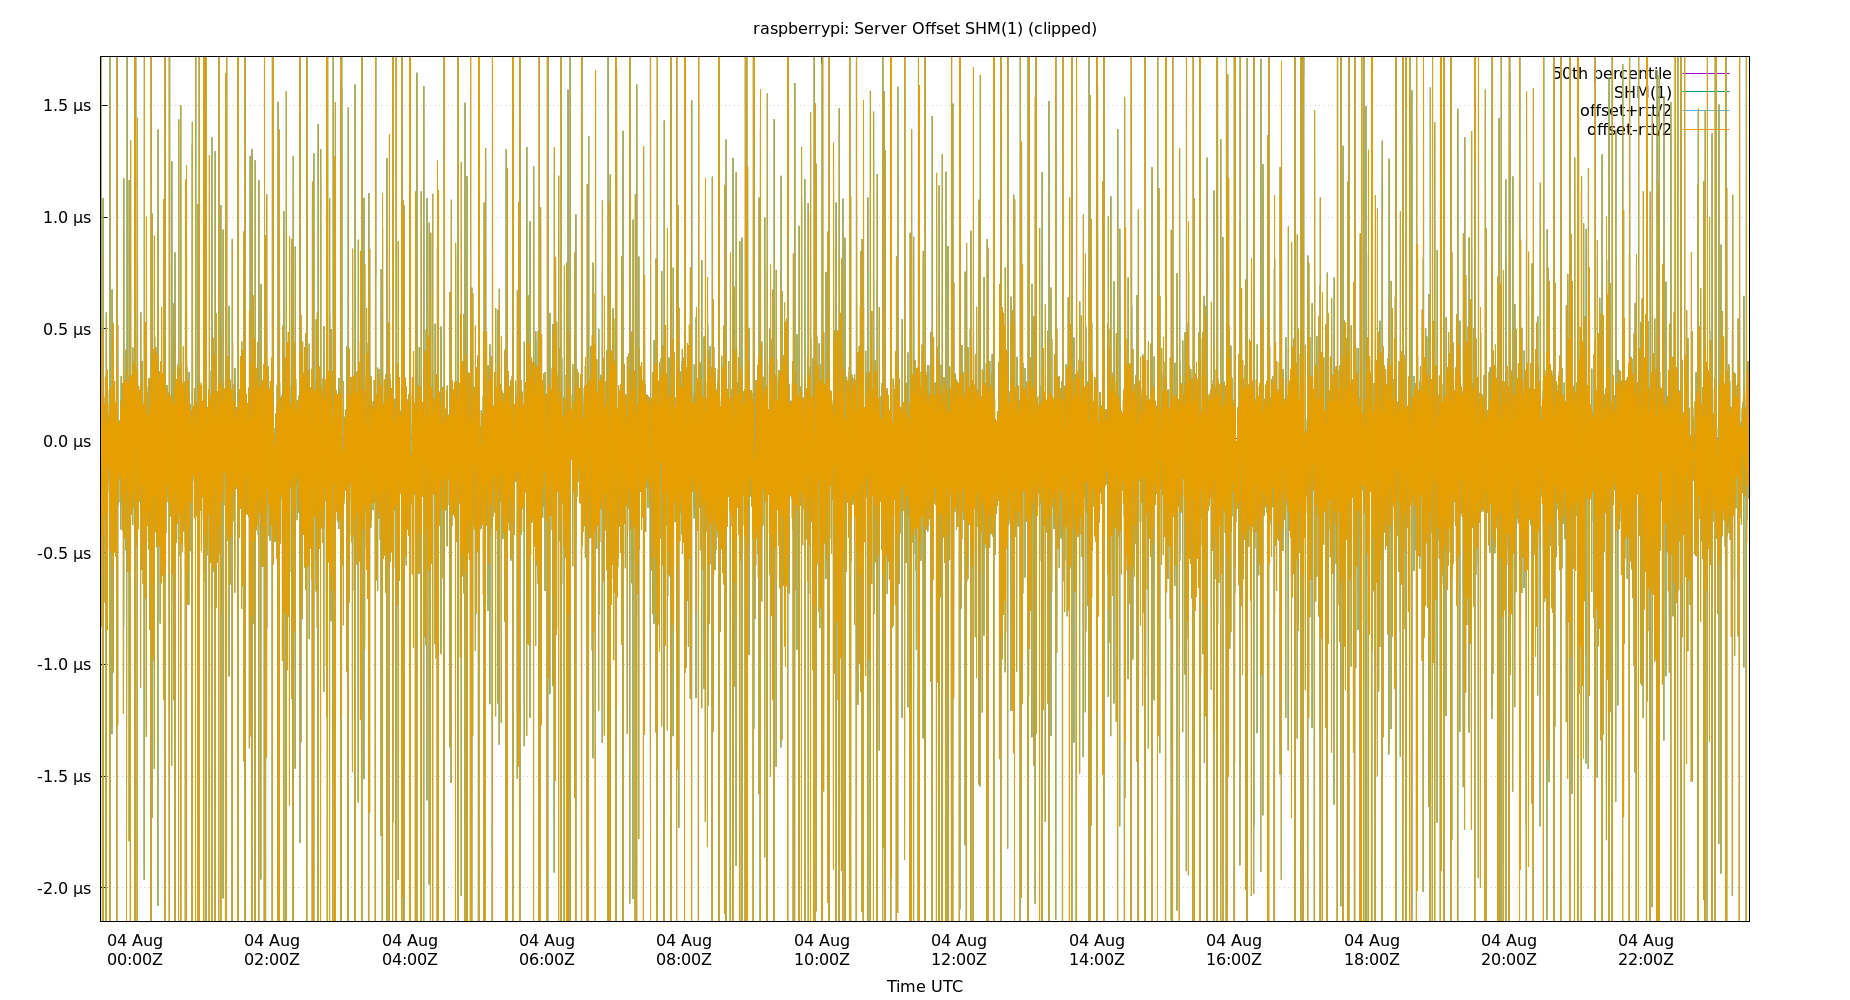 raspberrypi: Server Offset SHM(1) (clipped)
50th percentile
SHM(1)
offset+rtt/2
offset-rtt/2
1.5 µs
1.0 µs
0.5 µs
0.0 µs
-0.5 µs
-1.0 µs
-1.5 µs
-2.0 µs
04 Aug 04 Aug 04 Aug 04 Aug 04 Aug 04 Aug 04 Aug 04 Aug 04 Aug 04 Aug 04 Aug 04 Aug
00:00Z 02:00Z 04:00Z 06:00Z 08:00Z 10:00Z 12:00Z 14:00Z 16:00Z 18:00Z 20:00Z 22:00Z
Time UTC